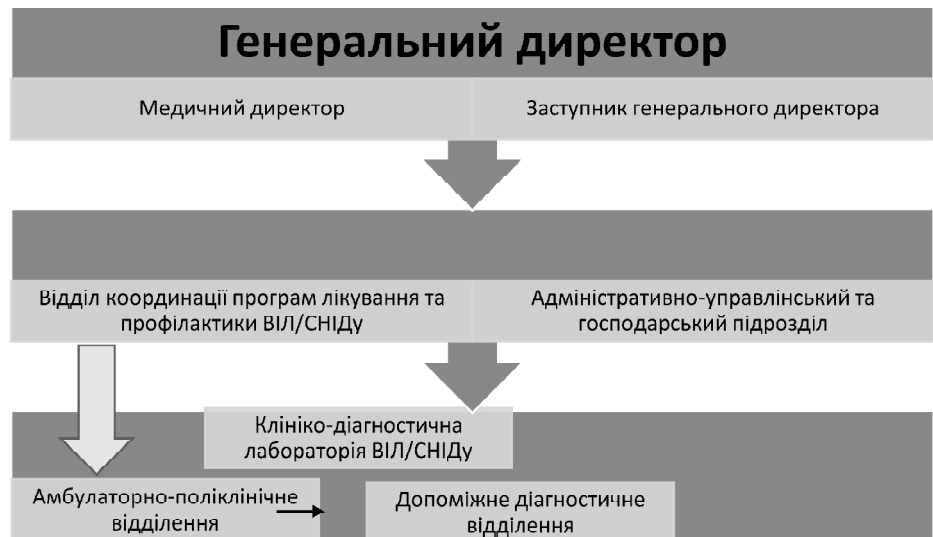 Генеральний директор
Медичний директор
Заступник генерального директора
Відділ координації програм лікування та
профілактики ВІЛ/СНІДу
Адміністративно-управлінський та
господарський підрозділ
Клініко-діагностична
лабораторія ВІЛ/СНІДу
Амбулаторно-поліклінічне
відділення
Допоміжне діагностичне
відділення